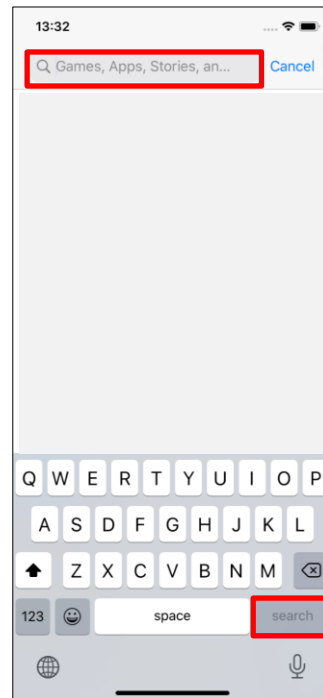 13:32
Games, Apps, Stories, an...
Cancel
Q W E R T Y U I O P
A S D F G H J K L
Z X C V B N M
123 space search